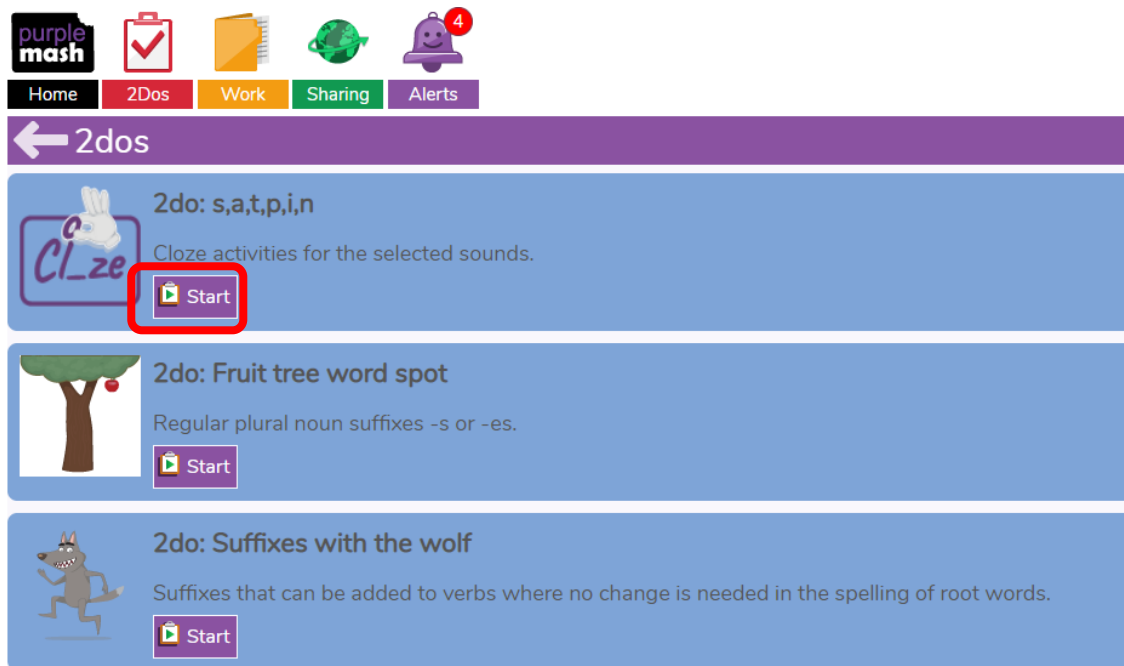 purple
mash
4
Home 2Dos Work Sharing Alerts
2dos
2do: s,a,t,p,i,n
Cloze activities for the selected sounds.
Cl_ze
o
Start
2do: Fruit tree word spot
Regular plural noun suffixes -s or -es.
Start
2do: Suffixes with the wolf
Suffixes that can be added to verbs where no change is needed in the spelling of root words.
Start